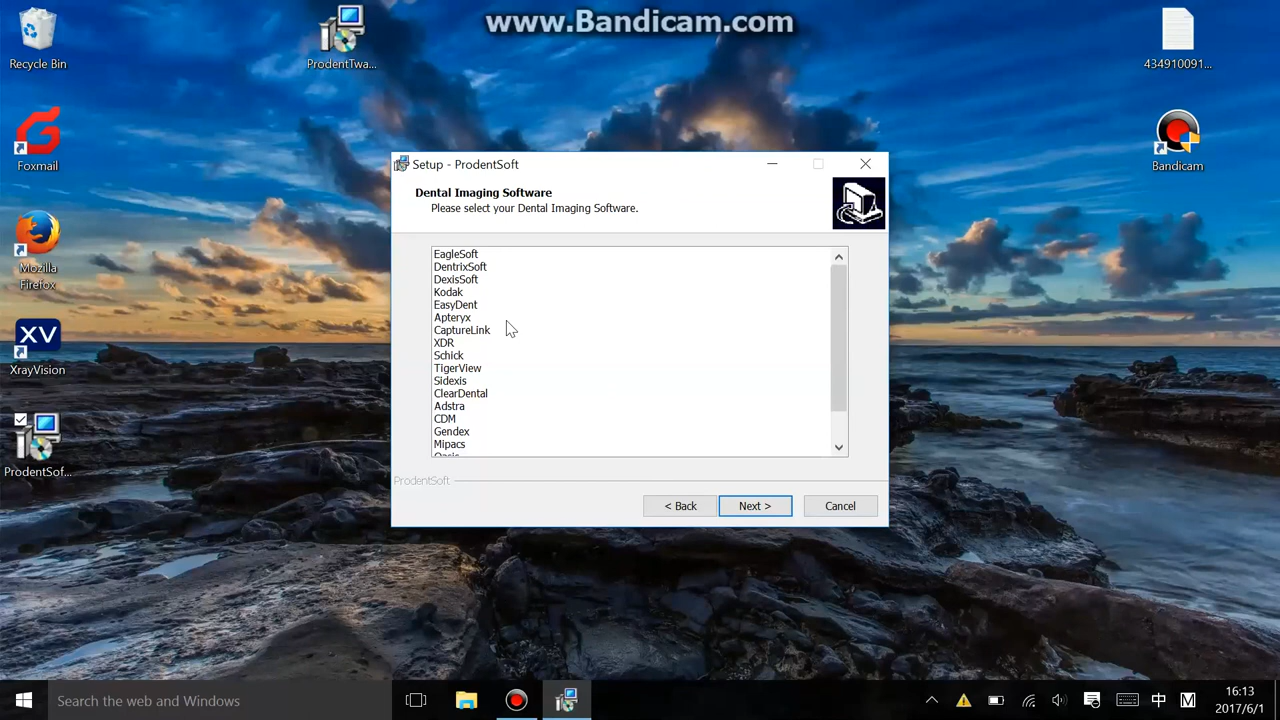 www.Bandicam.com
Recycle Bin
ProdentTwa...
434910091...
Foxmail
Bandicam
Mozilla
Firefox
XV
XrayVision
ProdentSof...
Setup - ProdentSoft
Dental Imaging Software
Please select your Dental Imaging Software.
EagleSoft
DentrixSoft
DexisSoft
Kodak
EasyDent
Apteryx
CaptureLink
XDR
Schick
TigerView
Sidexis
ClearDental
Adstra
CDM
Gendex
Mipacs
ProdentSoft
< Back
Next >
Cancel
Search the web and Windows
中
M
16:13
2017/6/1